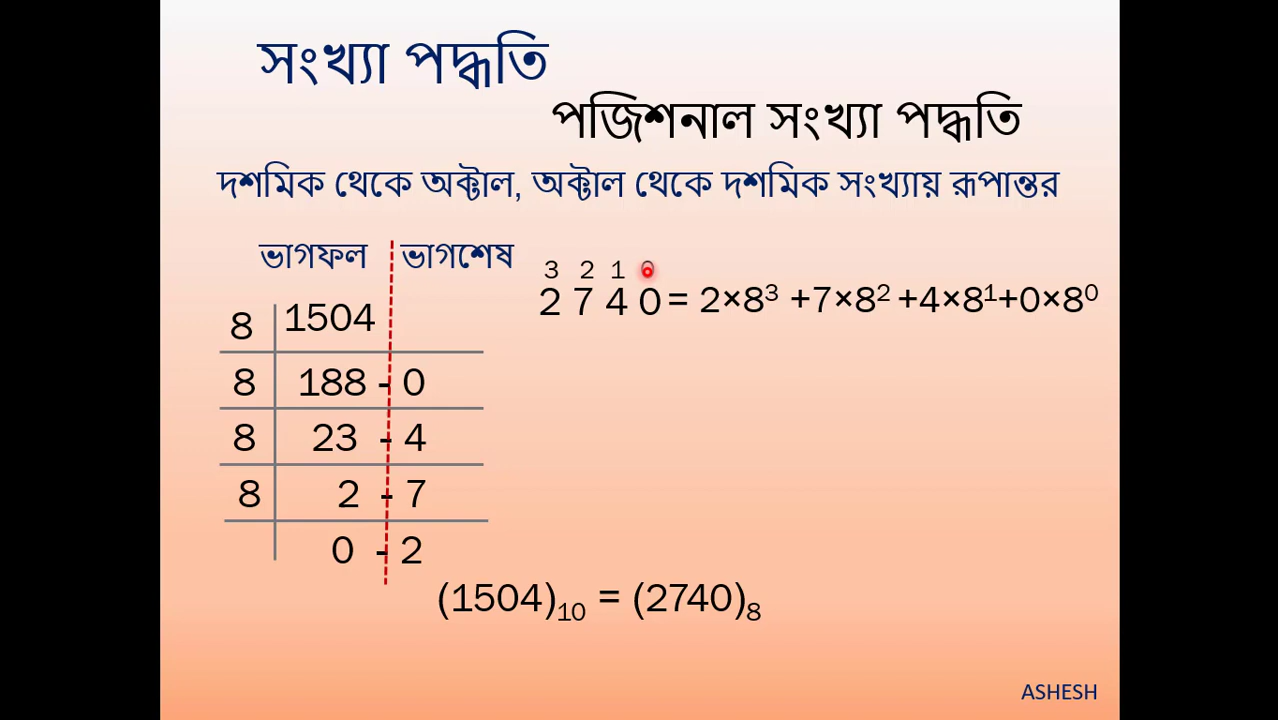 সংখ্যা পদ্ধতি
পজিশনাল সংখ্যা পদ্ধতি
দশমিক থেকে অক্টাল, অক্টাল থেকে দশমিক সংখ্যায় রূপান্তর
ভাগফল ভাগশেষ
3 2 1 0
2 7 4 0 = 2×8³ +7×8² +4×8¹+0×8⁰
8 1504
8 188 - 0
8 23 - 4
8 2 - 7
0 - 2
(1504)₁₀ = (2740)₈
ASHESH